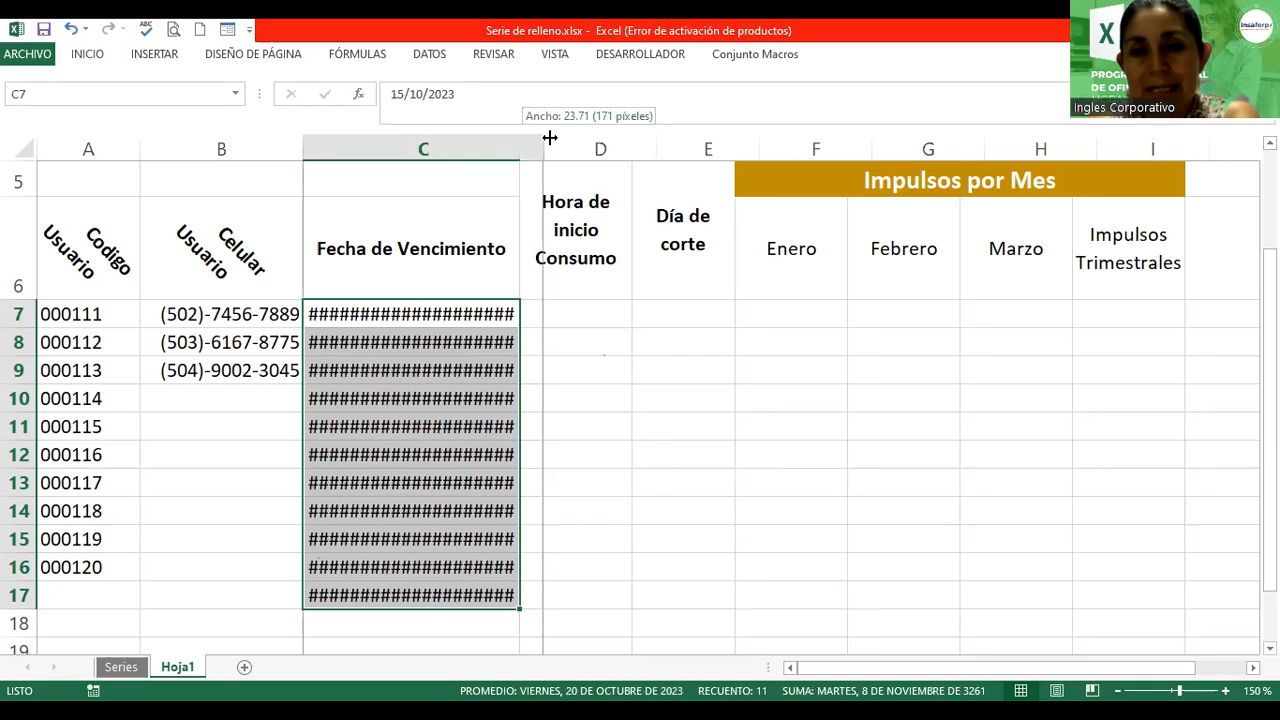 Serie de relleno.xlsx - Excel (Error de activación de productos)
ARCHIVO INICIO INSERTAR DISEÑO DE PÁGINA FÓRMULAS DATOS REVISAR VISTA DESARROLLADOR Conjunto Macros
C7 fx 15/10/2023
Ancho: 23.71 (171 píxeles)
Insaforp
Ingles Corporativo
A B C D E F G H I
5 Impulsos por Mes
6 Codigo Usuario Celular Usuario Fecha de Vencimiento Hora de inicio Consumo Día de corte Enero Febrero Marzo Impulsos Trimestrales
7 000111 (502)-7456-7889 ###################
8 000112 (503)-6167-8775 ###################
9 000113 (504)-9002-3045 ###################
10 000114 ###################
11 000115 ###################
12 000116 ###################
13 000117 ###################
14 000118 ###################
15 000119 ###################
16 000120 ###################
17 ###################
18
19
Series Hoja1
LISTO PROMEDIO: VIERNES, 20 DE OCTUBRE DE 2023 RECUENTO: 11 SUMA: MARTES, 8 DE NOVIEMBRE DE 3261 150 %